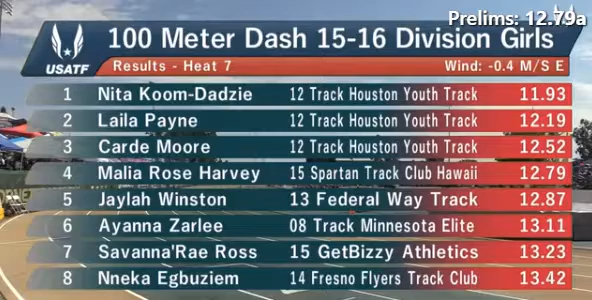 Prelims: 12.79a
100 Meter Dash 15-16 Division Girls
USATF
Results - Heat 7 Wind: -0.4 M/S E
1 Nita Koom-Dadzie 12 Track Houston Youth Track 11.93
2 Laila Payne 12 Track Houston Youth Track 12.19
3 Carde Moore 12 Track Houston Youth Track 12.52
4 Malia Rose Harvey 15 Spartan Track Club Hawaii 12.79
5 Jaylah Winston 13 Federal Way Track 12.87
6 Ayanna Zarlee 08 Track Minnesota Elite 13.11
7 Savanna'Rae Ross 15 GetBizzy Athletics 13.23
8 Nneka Egbuziem 14 Fresno Flyers Track Club 13.42